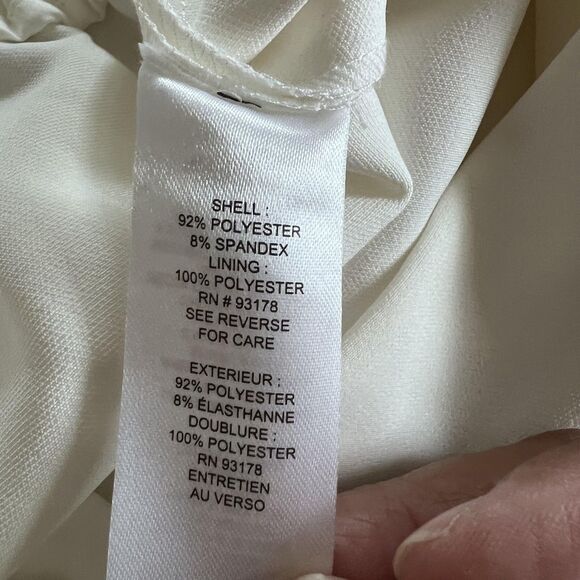 SHELL :
92% POLYESTER
8% SPANDEX
LINING :
100% POLYESTER
RN # 93178
SEE REVERSE
FOR CARE
EXTERIEUR :
92% POLYESTER
8% ÉLASTHANNE
DOUBLURE :
100% POLYESTER
RN 93178
ENTRETIEN
AU VERSO